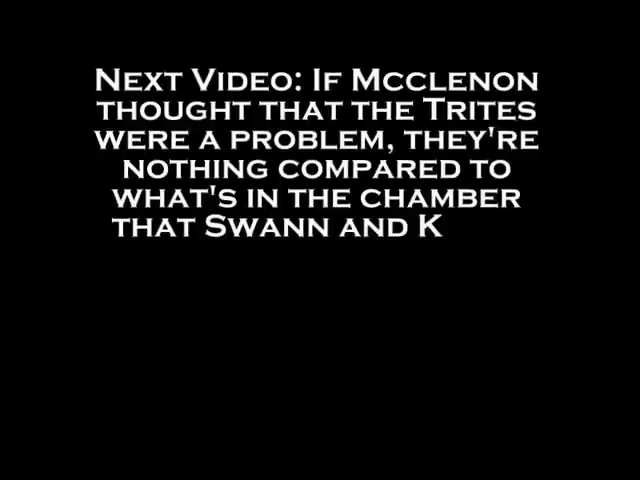 Next Video: If Mcclenon
thought that the Trites
were a problem, they're
nothing compared to
what's in the chamber
that Swann and K